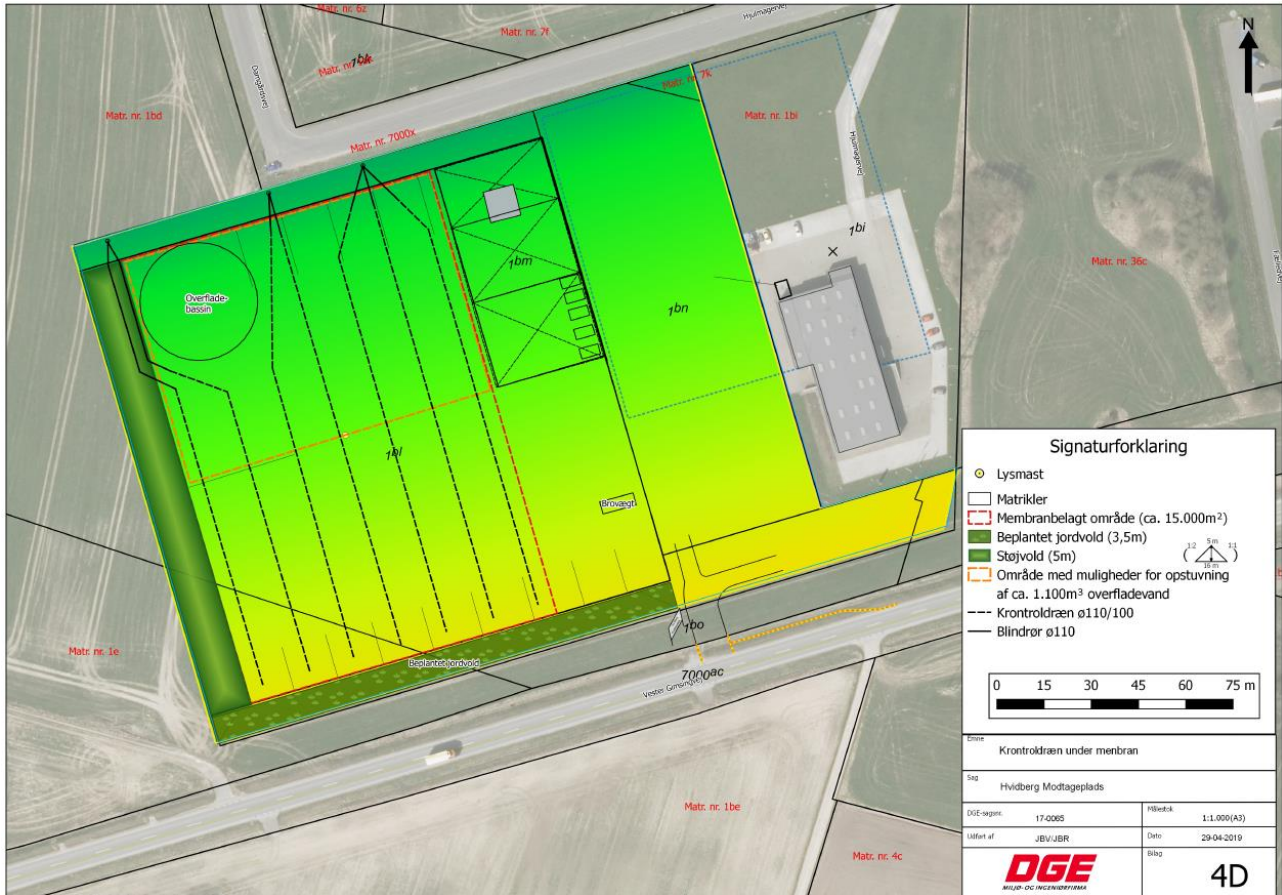 Matr. nr. 6z
Matr. nr. 7f
Hjulmagervej
N
1bk
Damgårdsvej
Matr. nr. 7k
Matr. nr. 1bd
Matr. nr. 1bi
Matr. nr. 7000x
Hjulmagervej
1bi
Matr. nr. 36c
Fælledvej
Overflade-
bassin
1bm
1bn
1bl
Brovægt
Matr. nr. 1e
Beplantet jordvold
1bo
7000ac
Vester Gimsingvej
Matr. nr. 1be
Matr. nr. 4c
Signaturforklaring
Lysmast
Matrikler
Membranbelagt område (ca. 15.000m²)
Beplantet jordvold (3,5m)
Støjvold (5m)
1:2 5 m 1:1
16 m
Område med muligheder for opstuvning
af ca. 1.100m³ overfladevand
Krontroldræn ø110/100
Blindrør ø110
0 15 30 45 60 75 m
Emne
Krontroldræn under menbran
Sag
Hvidberg Modtageplads
DGE-sagsnr. 17-0065
Målestok 1:1.000(A3)
Udført af JBV/JBR
Dato 29-04-2019
DGE
MILJØ- OG INGENIØRFIRMA
Bilag
4D